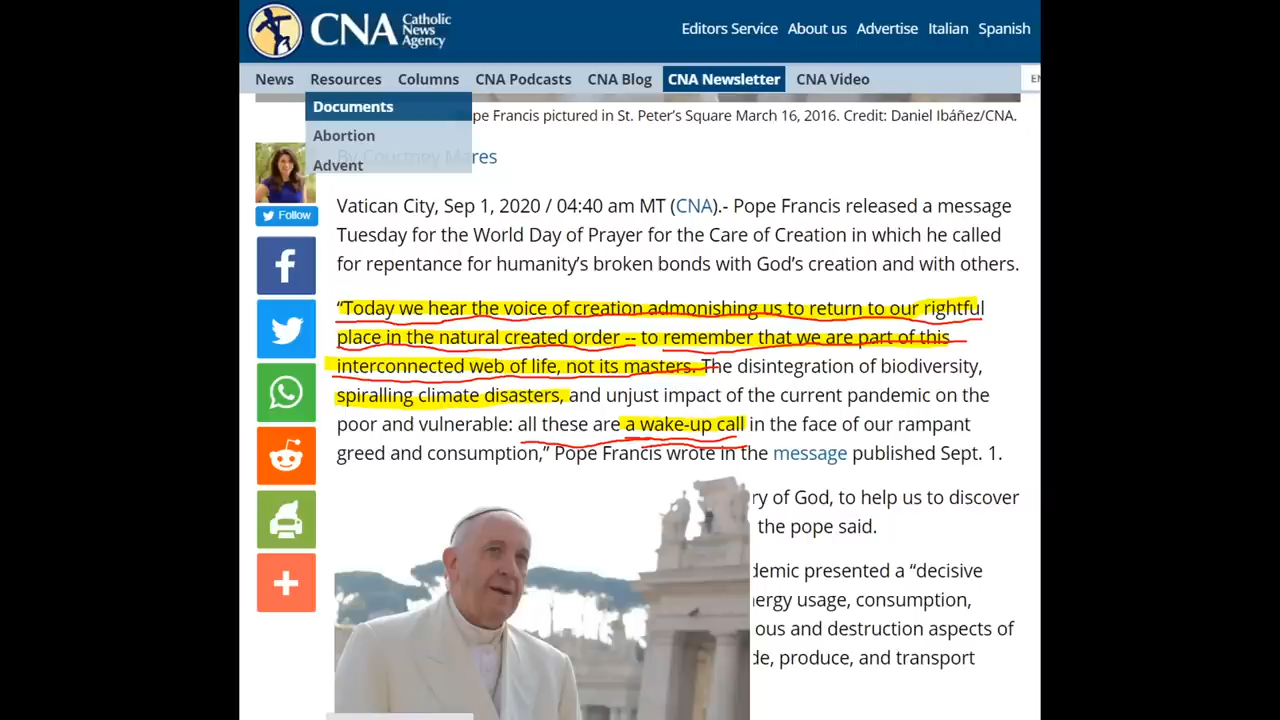 CNA Catholic
News
Agency
Editors Service About us Advertise Italian Spanish
News Resources Columns CNA Podcasts CNA Blog CNA Newsletter CNA Video
Documents
Abortion
Advent
pe Francis pictured in St. Peter's Square March 16, 2016. Credit: Daniel Ibáñez/CNA.
By Courtney Mares
Follow
Vatican City, Sep 1, 2020 / 04:40 am MT (CNA).- Pope Francis released a message
Tuesday for the World Day of Prayer for the Care of Creation in which he called
for repentance for humanity's broken bonds with God's creation and with others.
“Today we hear the voice of creation admonishing us to return to our rightful
place in the natural created order -- to remember that we are part of this
interconnected web of life, not its masters. The disintegration of biodiversity,
spiralling climate disasters, and unjust impact of the current pandemic on the
poor and vulnerable: all these are a wake-up call in the face of our rampant
greed and consumption,” Pope Francis wrote in the message published Sept. 1.
ry of God, to help us to discover
the pope said.
demic presented a “decisive
ergy usage, consumption,
ous and destruction aspects of
de, produce, and transport